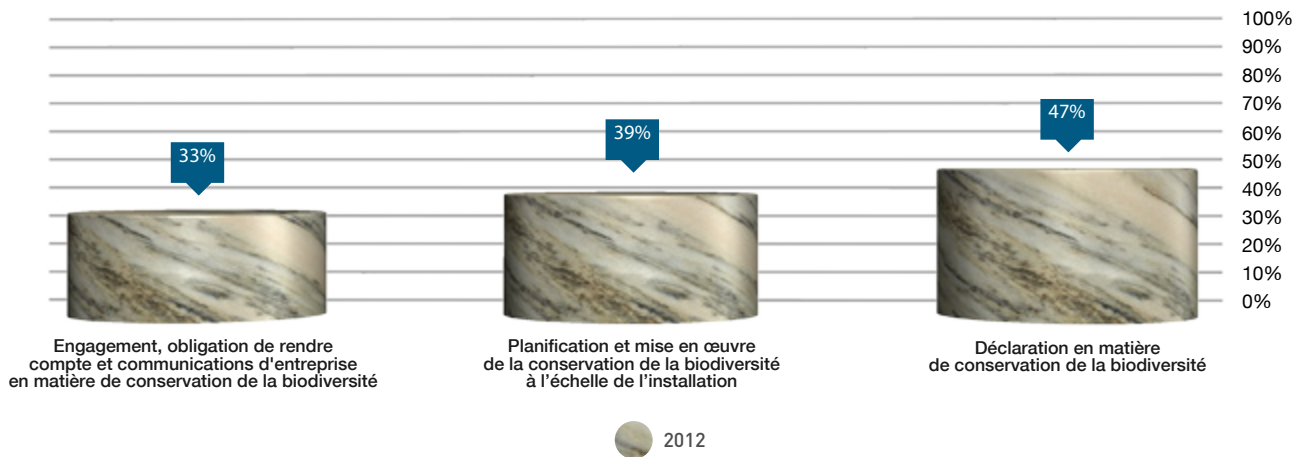 100%
90%
80%
70%
60%
50%
40%
30%
20%
10%
0%
33%
39%
47%
Engagement, obligation de rendre
compte et communications d'entreprise
en matière de conservation de la biodiversité
Planification et mise en œuvre
de la conservation de la biodiversité
à l'échelle de l'installation
Déclaration en matière
de conservation de la biodiversité
2012